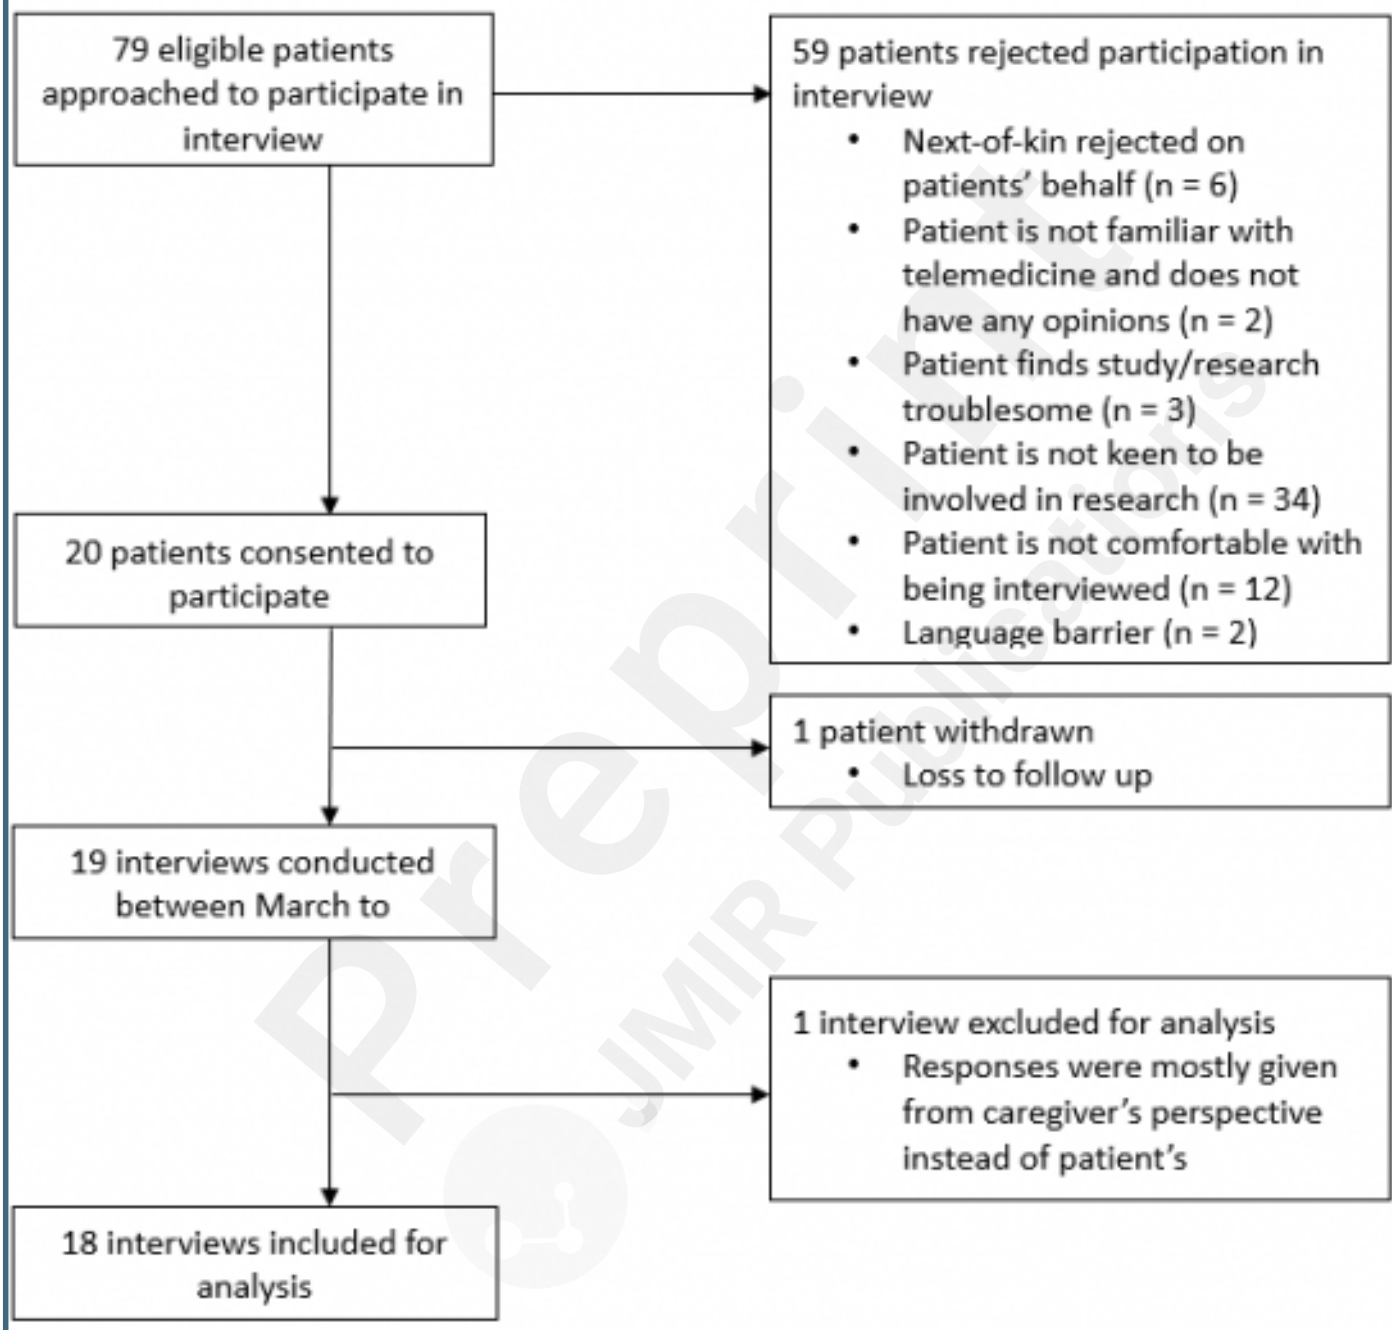 79 eligible patients
approached to participate in
interview
59 patients rejected participation in
interview
• Next-of-kin rejected on
patients' behalf (n = 6)
• Patient is not familiar with
telemedicine and does not
have any opinions (n = 2)
• Patient finds study/research
troublesome (n = 3)
• Patient is not keen to be
involved in research (n = 34)
• Patient is not comfortable with
being interviewed (n = 12)
• Language barrier (n = 2)
20 patients consented to
participate
1 patient withdrawn
• Loss to follow up
19 interviews conducted
between March to
1 interview excluded for analysis
• Responses were mostly given
from caregiver's perspective
instead of patient's
18 interviews included for
analysis
Preprint
JMIR Publications